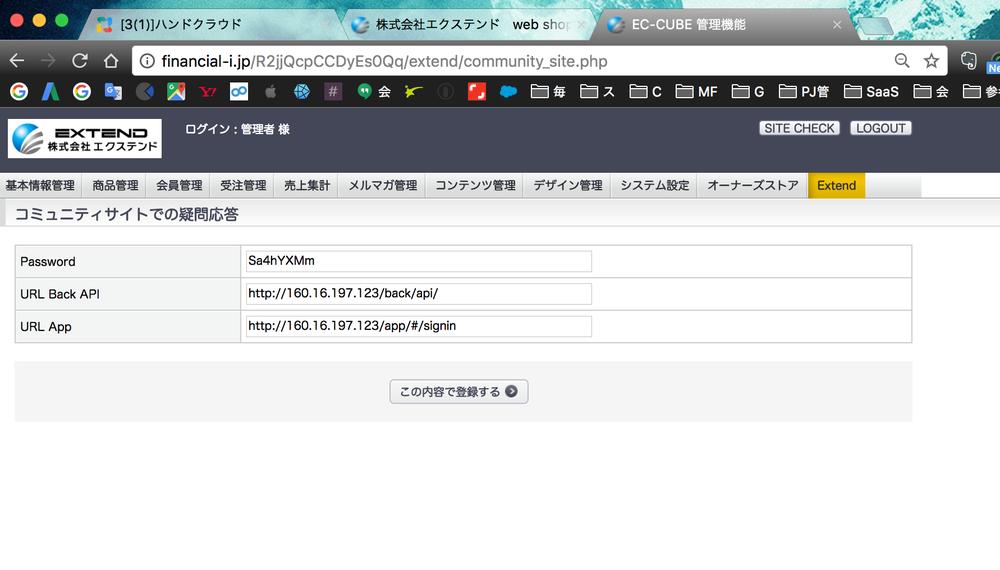 [3(1)]ハンドクラウド
株式会社エクステンド web shop
EC-CUBE 管理機能
financial-i.jp/R2jjQcpCCDyEs0Qq/extend/community_site.php
会 毎 ス C MF G PJ管 SaaS 会 参
EXTEND
株式会社 エクステンド
ログイン : 管理者 様
SITE CHECK LOGOUT
基本情報管理 商品管理 会員管理 受注管理 売上集計 メルマガ管理 コンテンツ管理 デザイン管理 システム設定 オーナーズストア Extend
コミュニティサイトでの疑問応答
Password Sa4hYXMm
URL Back API http://160.16.197.123/back/api/
URL App http://160.16.197.123/app/#/signin
この内容で登録する